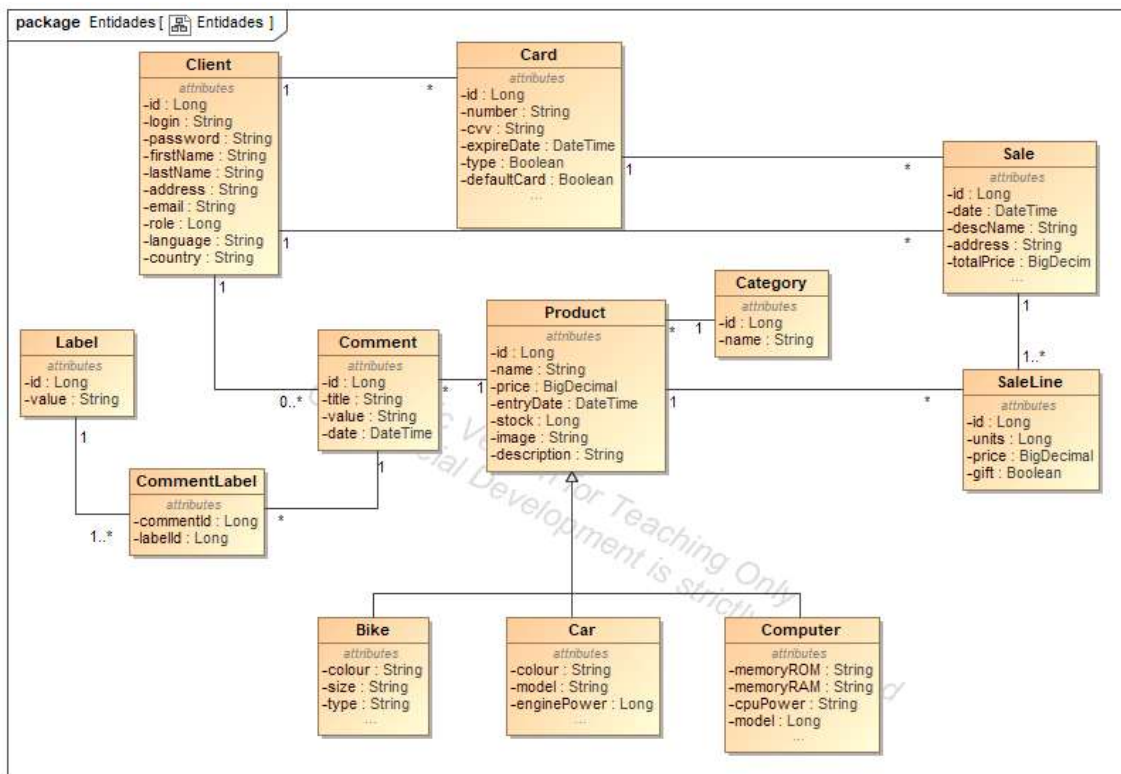 package Entidades [ Entidades ]
Client
attributes
-id : Long
-login : String
-password : String
-firstName : String
-lastName : String
-address : String
-email : String
-role : Long
-language : String
-country : String
1
*
Card
attributes
-id : Long
-number : String
-cvv : String
-expireDate : DateTime
-type : Boolean
-defaultCard : Boolean
...
1
*
Sale
attributes
-id : Long
-date : DateTime
-descName : String
-address : String
-totalPrice : BigDecim
...
1
*
1
1
1..*
Label
attributes
-id : Long
-value : String
1
Comment
attributes
-id : Long
-title : String
-value : String
-date : DateTime
0..*
*
1
1
Product
attributes
-id : Long
-name : String
-price : BigDecimal
-entryDate : DateTime
-stock : Long
-image : String
-description : String
*
1
Category
attributes
-id : Long
-name : String
1
*
SaleLine
attributes
-id : Long
-units : Long
-price : BigDecimal
-gift : Boolean
CommentLabel
attributes
-commentId : Long
-labelId : Long
1..*
*
for Teaching Only
Development is strictly
Bike
attributes
-colour : String
-size : String
-type : String
...
Car
attributes
-colour : String
-model : String
-enginePower : Long
...
Computer
attributes
-memoryROM : String
-memoryRAM : String
-cpuPower : String
-model : Long
...